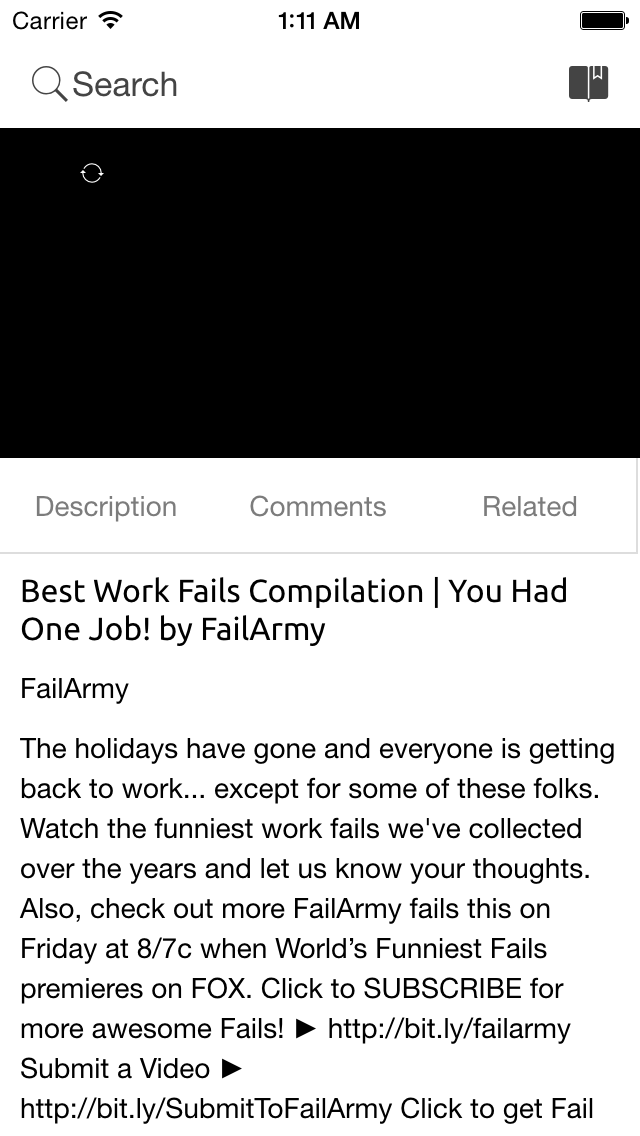 Carrier 1:11 AM
Search
Description Comments Related
Best Work Fails Compilation | You Had
One Job! by FailArmy
FailArmy
The holidays have gone and everyone is getting
back to work... except for some of these folks.
Watch the funniest work fails we've collected
over the years and let us know your thoughts.
Also, check out more FailArmy fails this on
Friday at 8/7c when World’s Funniest Fails
premieres on FOX. Click to SUBSCRIBE for
more awesome Fails! ► http://bit.ly/failarmy
Submit a Video ►
http://bit.ly/SubmitToFailArmy Click to get Fail